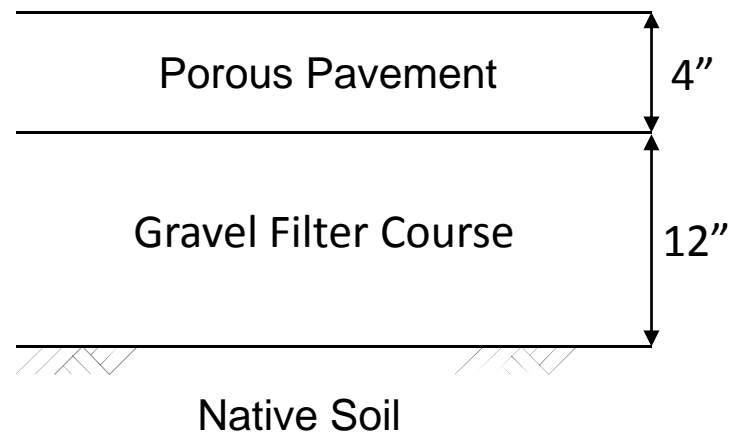 Porous Pavement
4”
Gravel Filter Course
12”
Native Soil